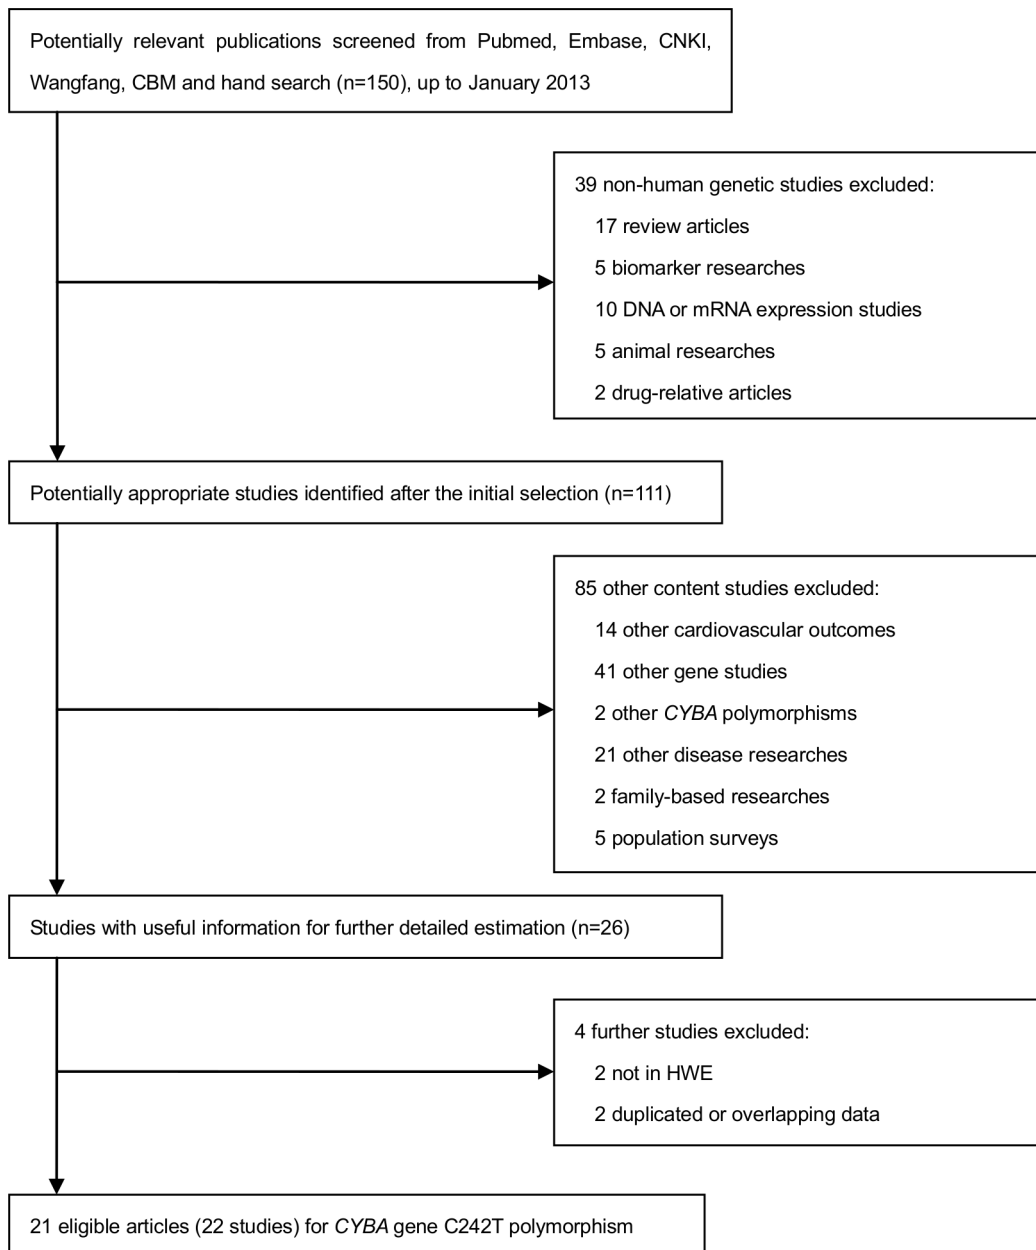 Potentially relevant publications screened from Pubmed, Embase, CNKI,
Wangfang, CBM and hand search (n=150), up to January 2013
39 non-human genetic studies excluded:
17 review articles
5 biomarker researches
10 DNA or mRNA expression studies
5 animal researches
2 drug-relative articles
Potentially appropriate studies identified after the initial selection (n=111)
85 other content studies excluded:
14 other cardiovascular outcomes
41 other gene studies
2 other CYBA polymorphisms
21 other disease researches
2 family-based researches
5 population surveys
Studies with useful information for further detailed estimation (n=26)
4 further studies excluded:
2 not in HWE
2 duplicated or overlapping data
21 eligible articles (22 studies) for CYBA gene C242T polymorphism